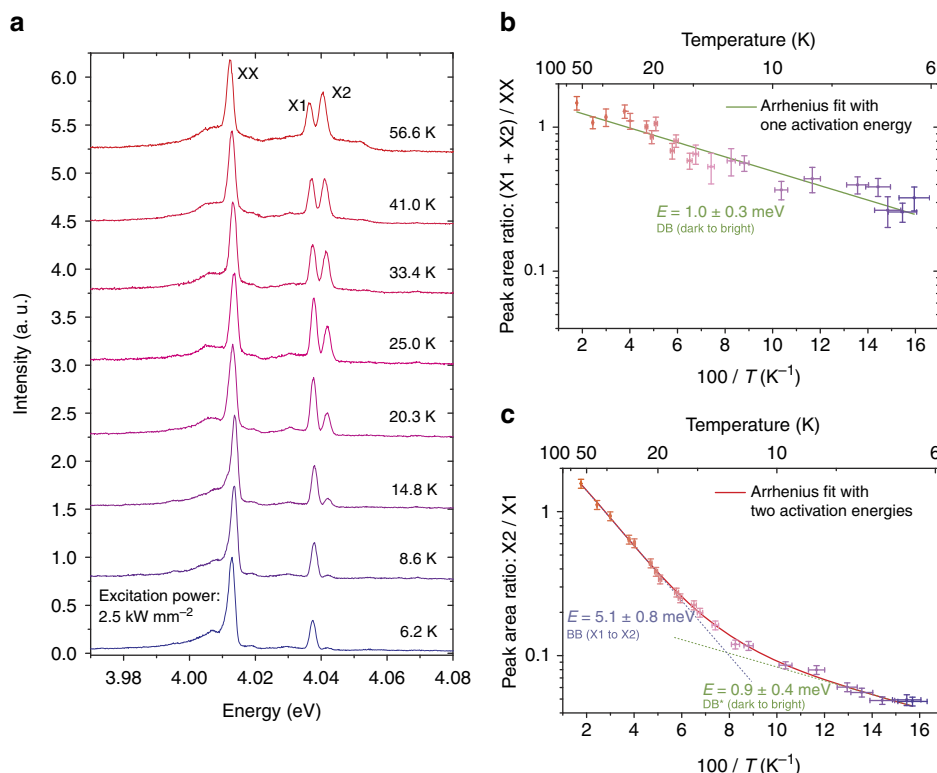 a
XX
X1
X2
6.0
5.5
5.0
4.5
4.0
3.5
3.0
2.5
2.0
1.5
1.0
0.5
0.0
56.6 K
41.0 K
33.4 K
25.0 K
20.3 K
14.8 K
8.6 K
6.2 K
Excitation power:
2.5 kW mm⁻²
Intensity (a. u.)
3.98 4.00 4.02 4.04 4.06 4.08
Energy (eV)
b
Temperature (K)
100 50 20 10 6
Arrhenius fit with
one activation energy
1
0.1
E = 1.0 ± 0.3 meV
DB (dark to bright)
Peak area ratio: (X1 + X2) / XX
2 4 6 8 10 12 14 16
100 / T (K⁻¹)
c
Temperature (K)
100 50 20 10 6
Arrhenius fit with
two activation energies
1
0.1
E = 5.1 ± 0.8 meV
BB (X1 to X2)
E = 0.9 ± 0.4 meV
DB* (dark to bright)
Peak area ratio: X2 / X1
2 4 6 8 10 12 14 16
100 / T (K⁻¹)